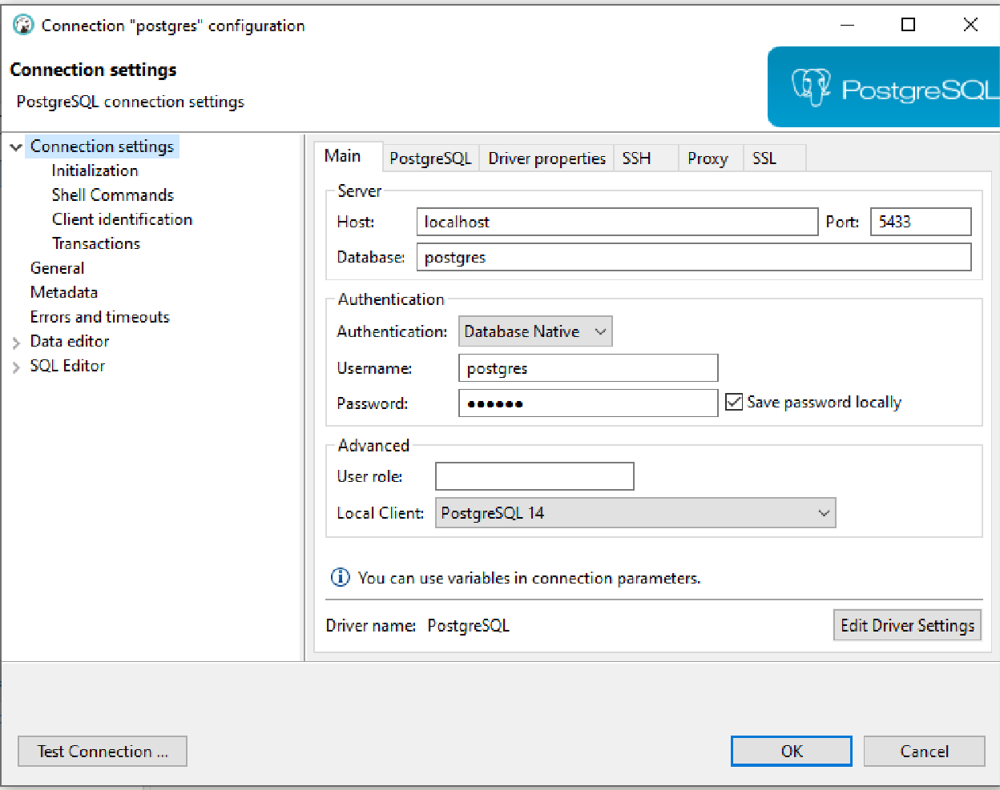 Connection "postgres" configuration
Connection settings
PostgreSQL connection settings
PostgreSQL
Connection settings
Initialization
Shell Commands
Client identification
Transactions
General
Metadata
Errors and timeouts
Data editor
SQL Editor
Main PostgreSQL Driver properties SSH Proxy SSL
Server
Host: localhost Port: 5433
Database: postgres
Authentication
Authentication: Database Native
Username: postgres
Password: ••••••  Save password locally
Advanced
User role:
Local Client: PostgreSQL 14
You can use variables in connection parameters.
Driver name: PostgreSQL Edit Driver Settings
Test Connection ... OK Cancel